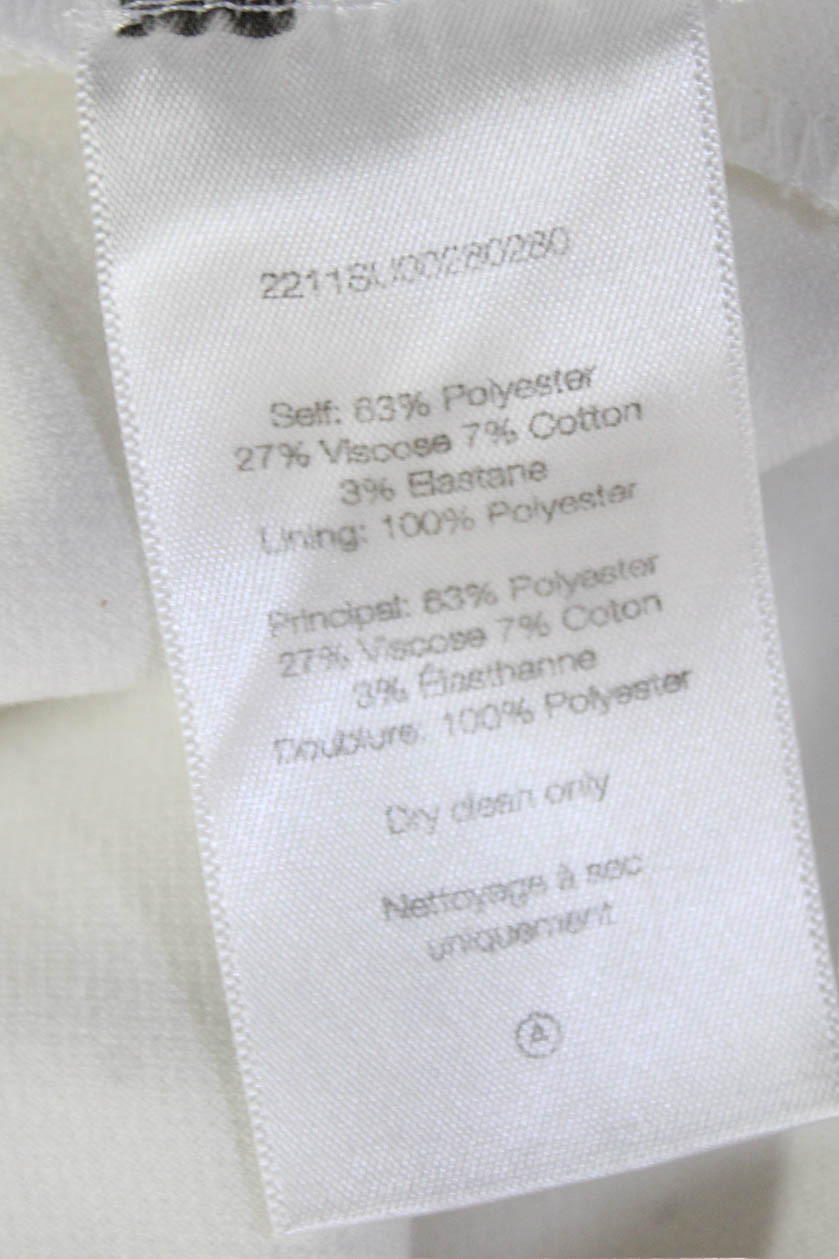 2211SU00280280
Self: 63% Polyester
27% Viscose 7% Cotton
3% Elastane
Lining: 100% Polyester
Principal: 63% Polyester
27% Viscose 7% Coton
3% Élasthanne
Doublure: 100% Polyester
Dry clean only
Nettoyage à sec
uniquement
A